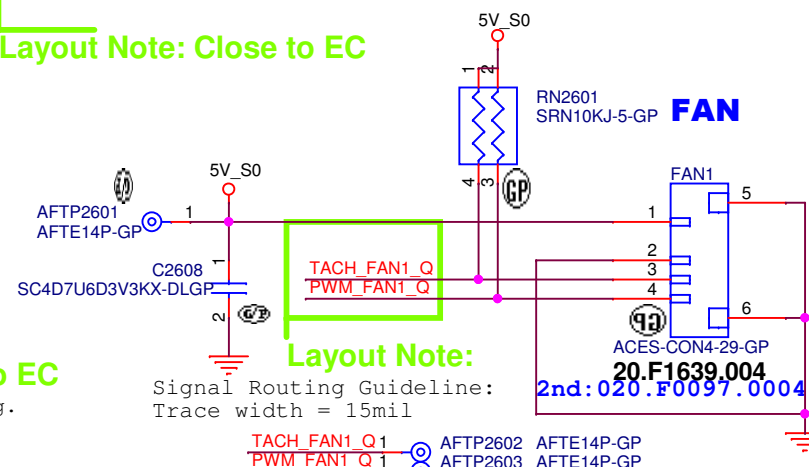 Layout Note: Close to EC
5V_S0
1
2
RN2601
SRN10KJ-5-GP
FAN
4
3
GP
5V_S0
FAN1
AFTP2601
AFTE14P-GP
1
1
5
2
TACH_FAN1_Q
3
PWM_FAN1_Q
4
1
C2608
SC4D7U6D3V3KX-DLGP
2
G/P
GP
6
ACES-CON4-29-GP
20.F1639.004
2nd:020.F0097.0004
o EC
g.
Layout Note:
Signal Routing Guideline:
Trace width = 15mil
TACH_FAN1_Q 1 AFTP2602 AFTE14P-GP
PWM_FAN1_Q 1 AFTP2603 AFTE14P-GP